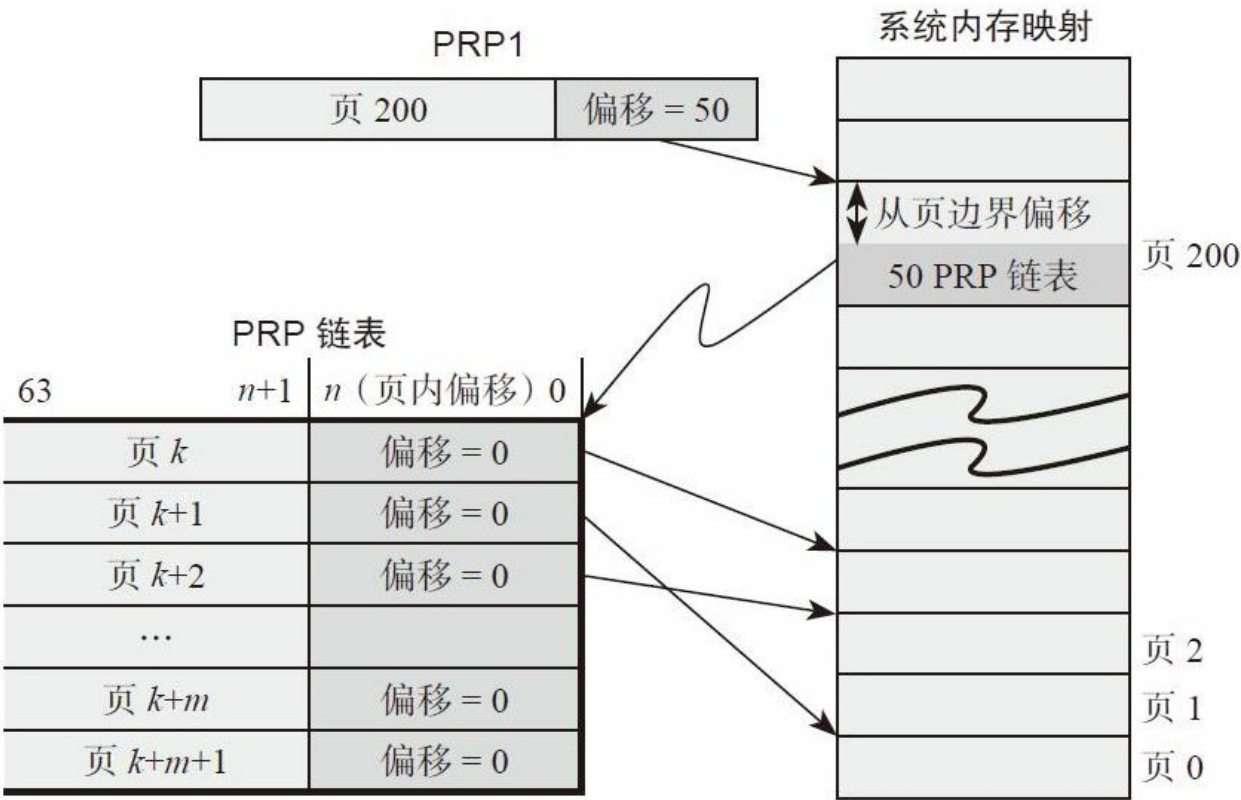 系统内存映射
PRP1
页 200
偏移 = 50
从页边界偏移
50 PRP 链表
页 200
PRP 链表
63
n+1
n（页内偏移）0
页 k
偏移 = 0
页 k+1
偏移 = 0
页 k+2
偏移 = 0
…
页 k+m
偏移 = 0
页 k+m+1
偏移 = 0
页 2
页 1
页 0